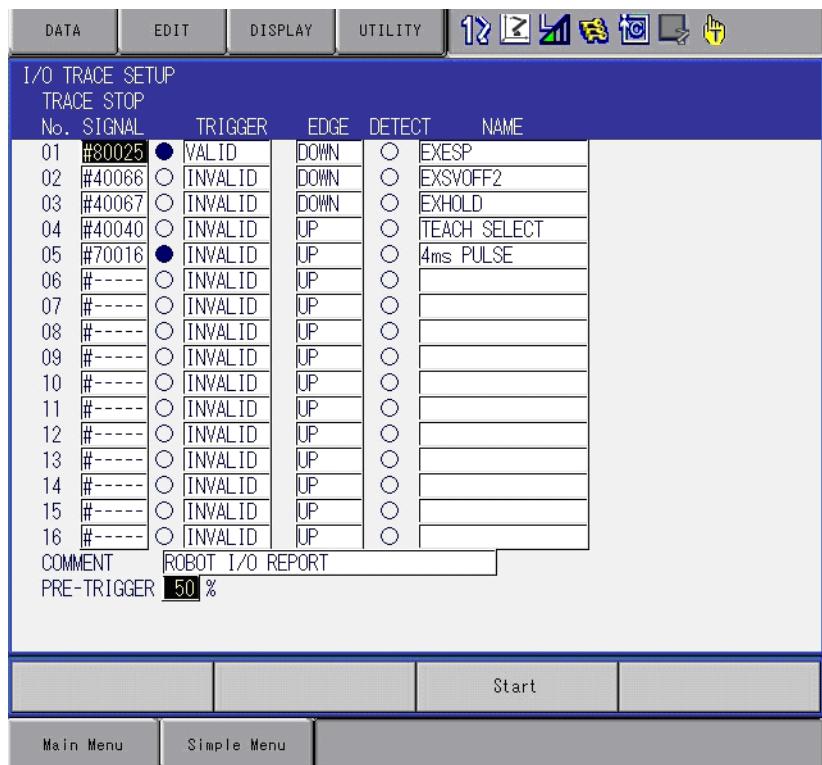 DATA EDIT DISPLAY UTILITY
I/O TRACE SETUP
TRACE STOP
No. SIGNAL TRIGGER EDGE DETECT NAME
01 #80025 VALID DOWN EXESP
02 #40066 INVALID DOWN EXSVOFF2
03 #40067 INVALID DOWN EXHOLD
04 #40040 INVALID UP TEACH SELECT
05 #70016 INVALID UP 4ms PULSE
06 #----- INVALID UP
07 #----- INVALID UP
08 #----- INVALID UP
09 #----- INVALID UP
10 #----- INVALID UP
11 #----- INVALID UP
12 #----- INVALID UP
13 #----- INVALID UP
14 #----- INVALID UP
15 #----- INVALID UP
16 #----- INVALID UP
COMMENT ROBOT I/O REPORT
PRE-TRIGGER 50 %
Start
Main Menu Simple Menu